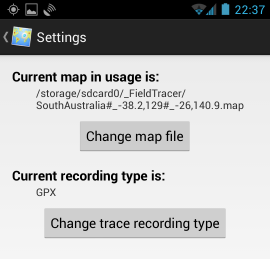 22:37
Settings
Current map in usage is:
/storage/sdcard0/_FieldTracer/
SouthAustralia#_-38.2,129#_-26,140.9.map
Change map file
Current recording type is:
GPX
Change trace recording type